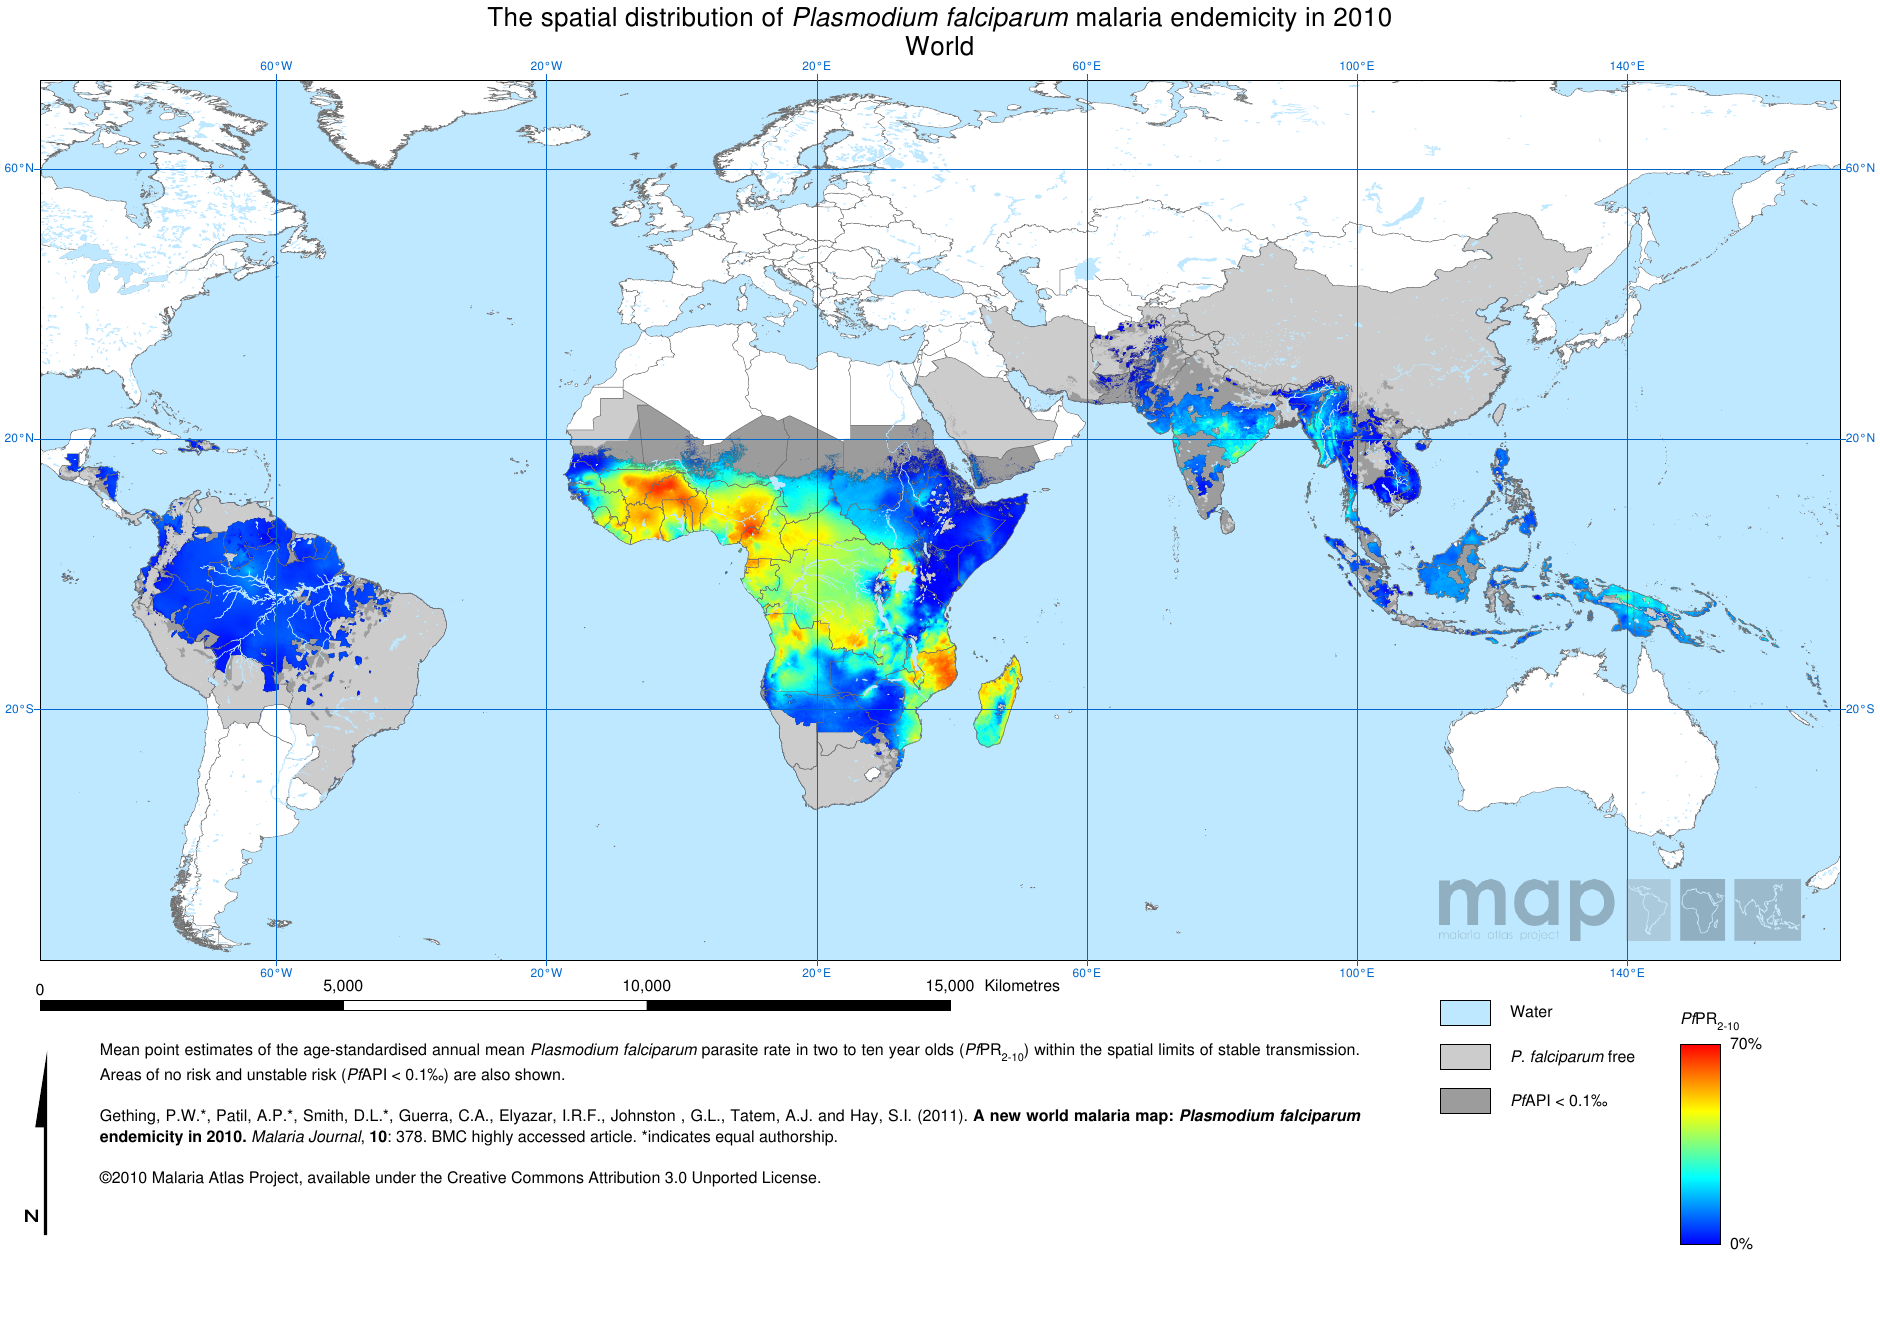 The spatial distribution of Plasmodium falciparum malaria endemicity in 2010
World
60°W 20°W 20°E 60°E 100°E 140°E
60°N 60°N
20°N 20°N
20°S 20°S
map
malaria atlas project
60°W 20°W 20°E 60°E 100°E 140°E
0 5,000 10,000 15,000 Kilometres
Water
P. falciparum free
PfAPI < 0.1‰
PfPR2-10
70%
0%
Mean point estimates of the age-standardised annual mean Plasmodium falciparum parasite rate in two to ten year olds (PfPR2-10) within the spatial limits of stable transmission.
Areas of no risk and unstable risk (PfAPI < 0.1‰) are also shown.
Gething, P.W.*, Patil, A.P.*, Smith, D.L.*, Guerra, C.A., Elyazar, I.R.F., Johnston , G.L., Tatem, A.J. and Hay, S.I. (2011). A new world malaria map: Plasmodium falciparum
endemicity in 2010. Malaria Journal, 10: 378. BMC highly accessed article. *indicates equal authorship.
©2010 Malaria Atlas Project, available under the Creative Commons Attribution 3.0 Unported License.
N